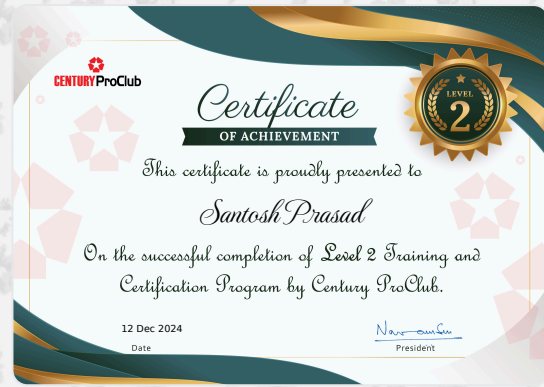 CENTURY ProClub
Certificate
OF ACHIEVEMENT
LEVEL
2
This certificate is proudly presented to
Santosh Prasad
On the successful completion of Level 2 Training and
Certification Program by Century ProClub.
12 Dec 2024
Date
President